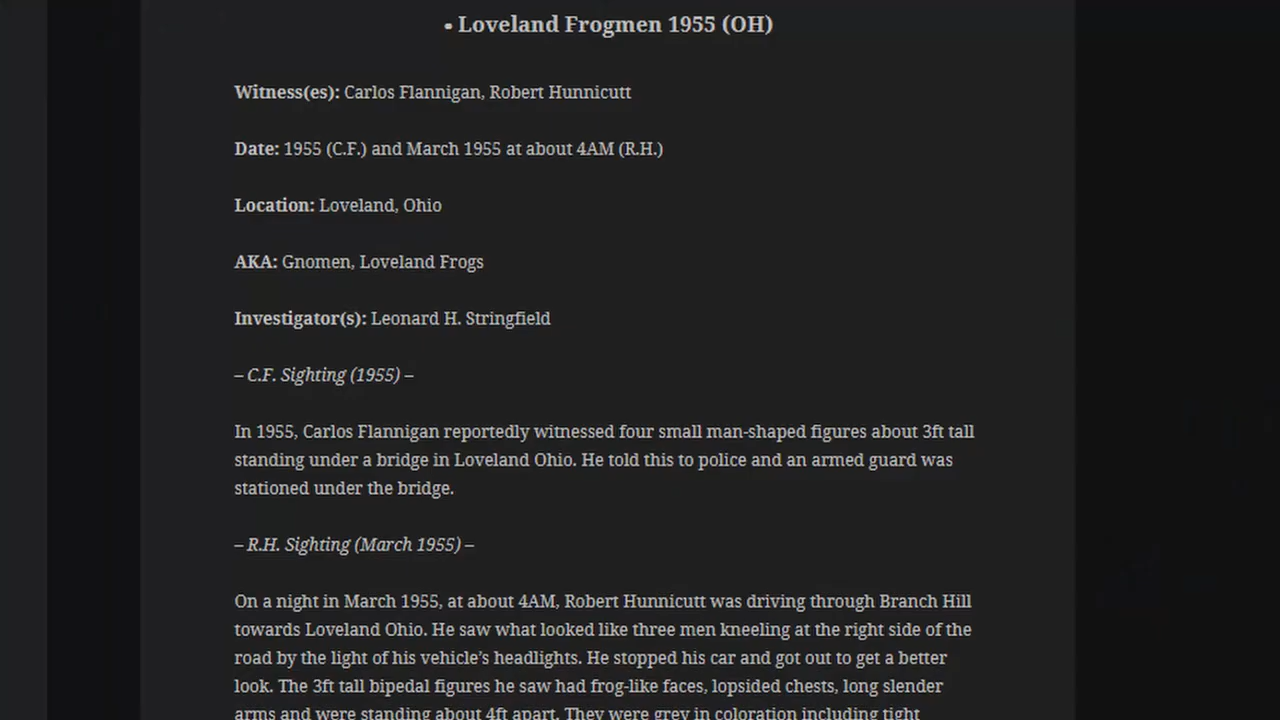 • Loveland Frogmen 1955 (OH)
Witness(es): Carlos Flannigan, Robert Hunnicutt
Date: 1955 (C.F.) and March 1955 at about 4AM (R.H.)
Location: Loveland, Ohio
AKA: Gnomen, Loveland Frogs
Investigator(s): Leonard H. Stringfield
– C.F. Sighting (1955) –
In 1955, Carlos Flannigan reportedly witnessed four small man-shaped figures about 3ft tall
standing under a bridge in Loveland Ohio. He told this to police and an armed guard was
stationed under the bridge.
– R.H. Sighting (March 1955) –
On a night in March 1955, at about 4AM, Robert Hunnicutt was driving through Branch Hill
towards Loveland Ohio. He saw what looked like three men kneeling at the right side of the
road by the light of his vehicle’s headlights. He stopped his car and got out to get a better
look. The 3ft tall bipedal figures he saw had frog-like faces, lopsided chests, long slender
arms and were standing about 4ft apart. They were grey in coloration including tight